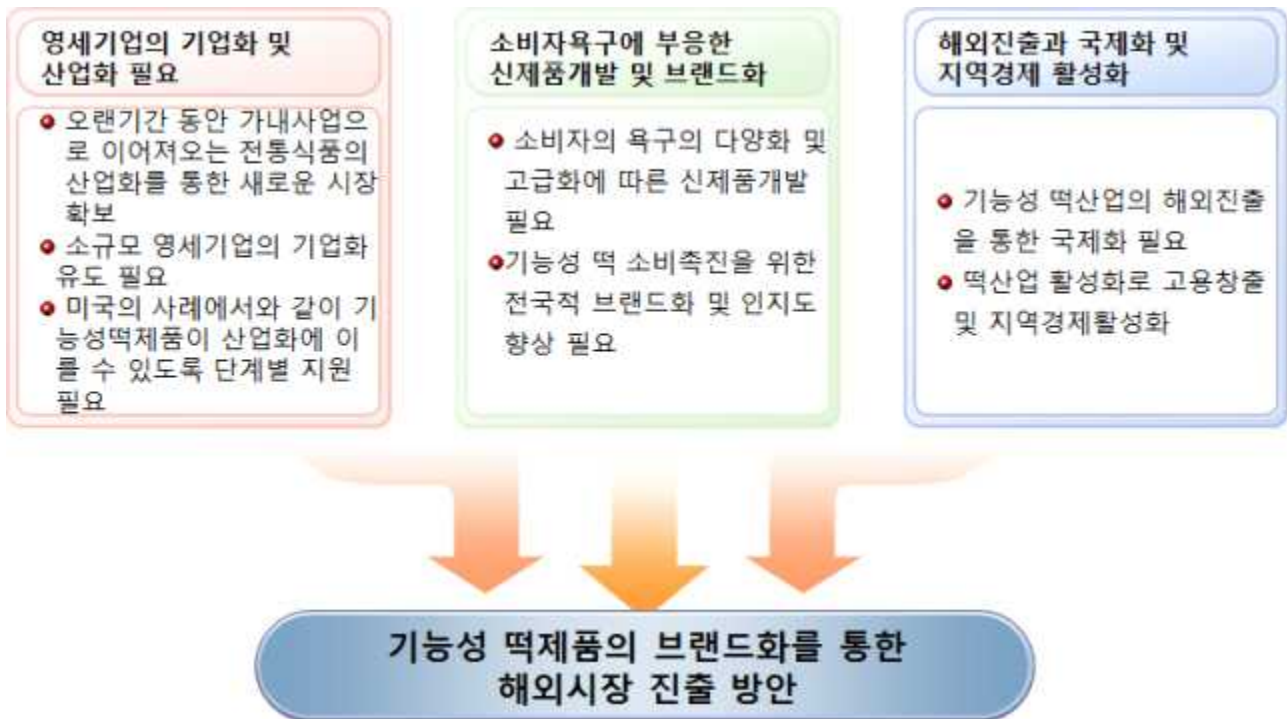 영세기업의 기업화 및
산업화 필요
● 오랜기간 동안 가내사업으
로 이어져오는 전통식품의
산업화를 통한 새로운 시장
확보
● 소규모 영세기업의 기업화
유도 필요
● 미국의 사례에서와 같이 기
능성떡제품이 산업화에 이
를 수 있도록 단계별 지원
필요
소비자욕구에 부응한
신제품개발 및 브랜드화
● 소비자의 욕구의 다양화 및
고급화에 따른 신제품개발
필요
●기능성 떡 소비촉진을 위한
전국적 브랜드화 및 인지도
향상 필요
해외진출과 국제화 및
지역경제 활성화
● 기능성 떡산업의 해외진출
을 통한 국제화 필요
● 떡산업 활성화로 고용창출
및 지역경제활성화
기능성 떡제품의 브랜드화를 통한
해외시장 진출 방안